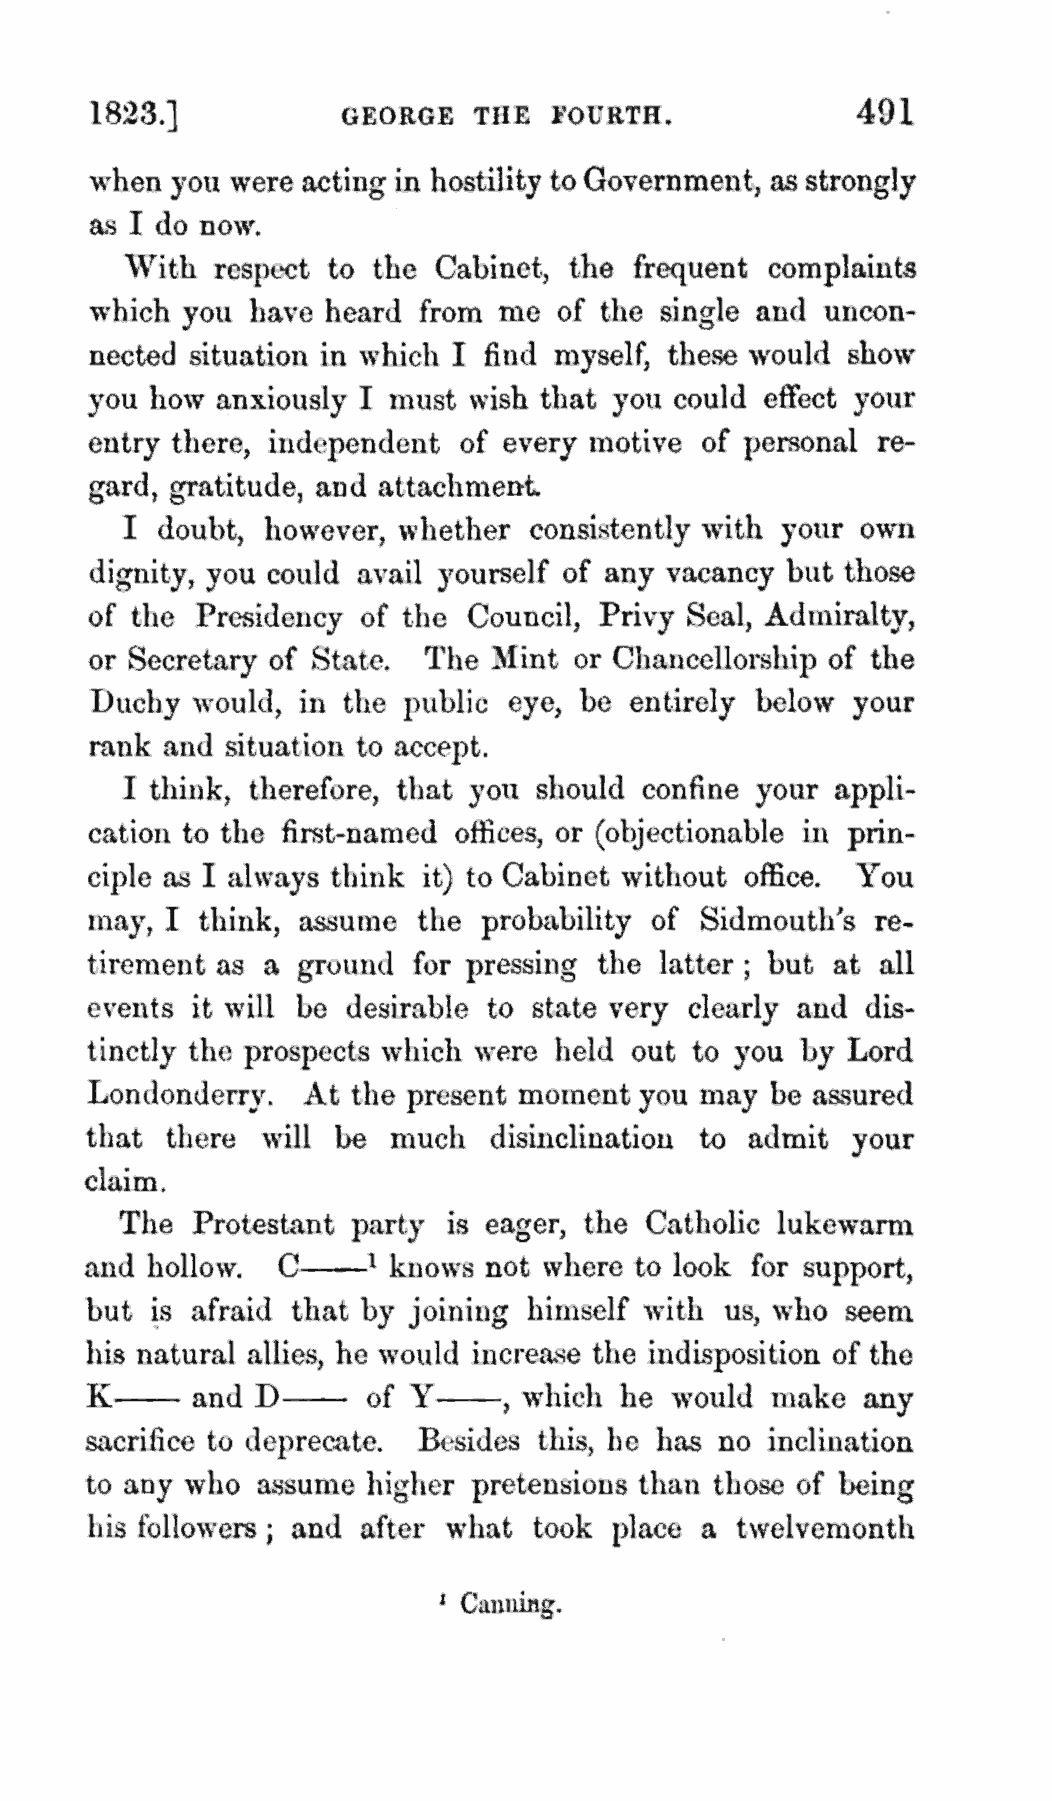 1823.] GEORGE THE FOURTH. 491
when you were acting in hostility to Government, as strongly
as I do now.
With respect to the Cabinet, the frequent complaints
which you have heard from me of the single and uncon-
nected situation in which I find myself, these would show
you how anxiously I must wish that you could effect your
entry there, independent of every motive of personal re-
gard, gratitude, and attachment.
I doubt, however, whether consistently with your own
dignity, you could avail yourself of any vacancy but those
of the Presidency of the Council, Privy Seal, Admiralty,
or Secretary of State. The Mint or Chancellorship of the
Duchy would, in the public eye, be entirely below your
rank and situation to accept.
I think, therefore, that you should confine your appli-
cation to the first-named offices, or (objectionable in prin-
ciple as I always think it) to Cabinet without office. You
may, I think, assume the probability of Sidmouth's re-
tirement as a ground for pressing the latter ; but at all
events it will be desirable to state very clearly and dis-
tinctly the prospects which were held out to you by Lord
Londonderry. At the present moment you may be assured
that there will be much disinclination to admit your
claim.
The Protestant party is eager, the Catholic lukewarm
and hollow. C——¹ knows not where to look for support,
but is afraid that by joining himself with us, who seem
his natural allies, he would increase the indisposition of the
K—— and D—— of Y——, which he would make any
sacrifice to deprecate. Besides this, he has no inclination
to any who assume higher pretensions than those of being
his followers ; and after what took place a twelvemonth
¹ Canning.